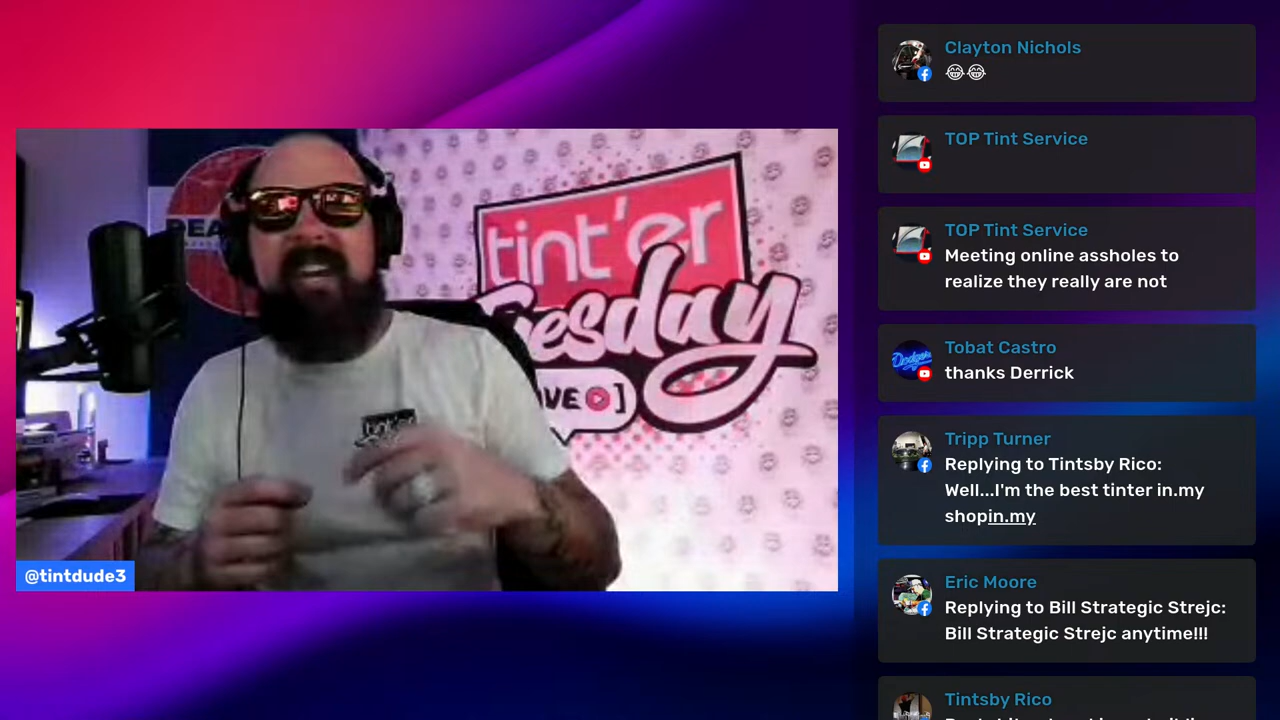 tint'er
Tuesday
@tintdude3
Clayton Nichols
😂😂
TOP Tint Service
TOP Tint Service
Meeting online assholes to
realize they really are not
Tobat Castro
thanks Derrick
Tripp Turner
Replying to Tintsby Rico:
Well...I'm the best tinter in.my
shopin.my
Eric Moore
Replying to Bill Strategic Strejc:
Bill Strategic Strejc anytime!!!
Tintsby Rico